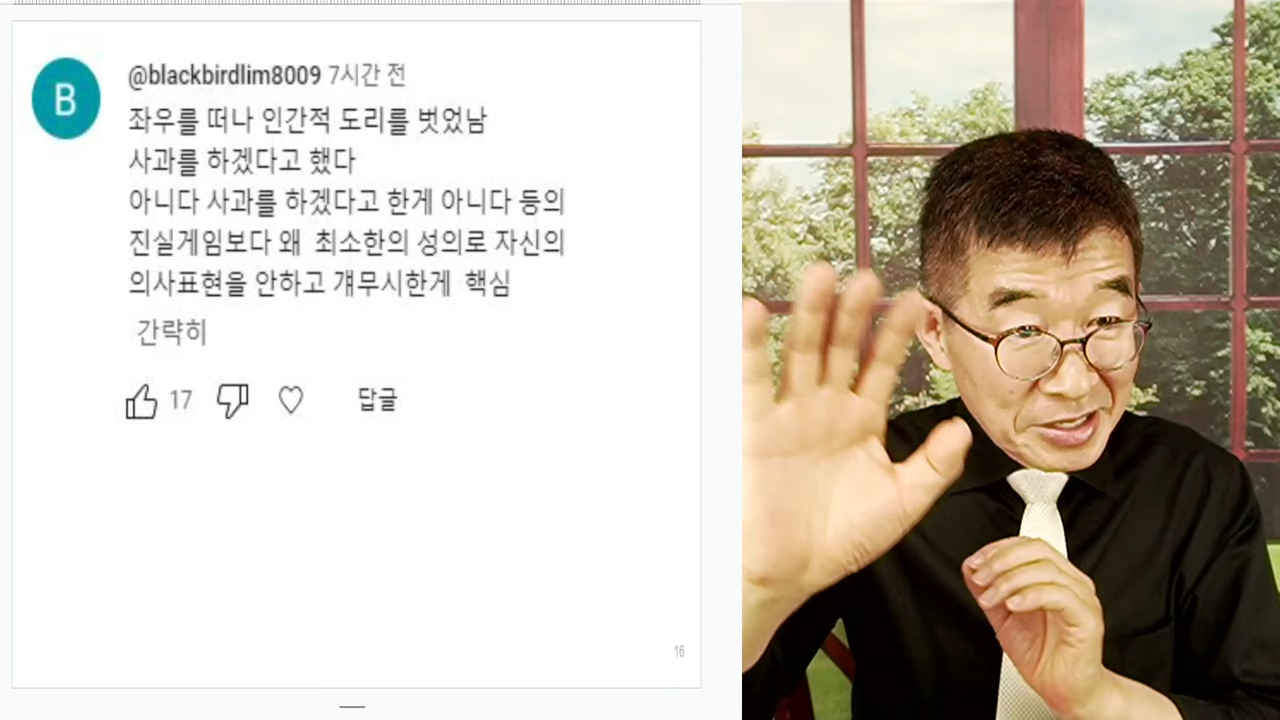 @blackbirdlim8009 7시간 전
좌우를 떠나 인간적 도리를 벗었남
사과를 하겠다고 했다
아니다 사과를 하겠다고 한게 아니다 등의
진실게임보다 왜 최소한의 성의로 자신의
의사표현을 안하고 걔무시한게 핵심
간략히
17
답글
16
B